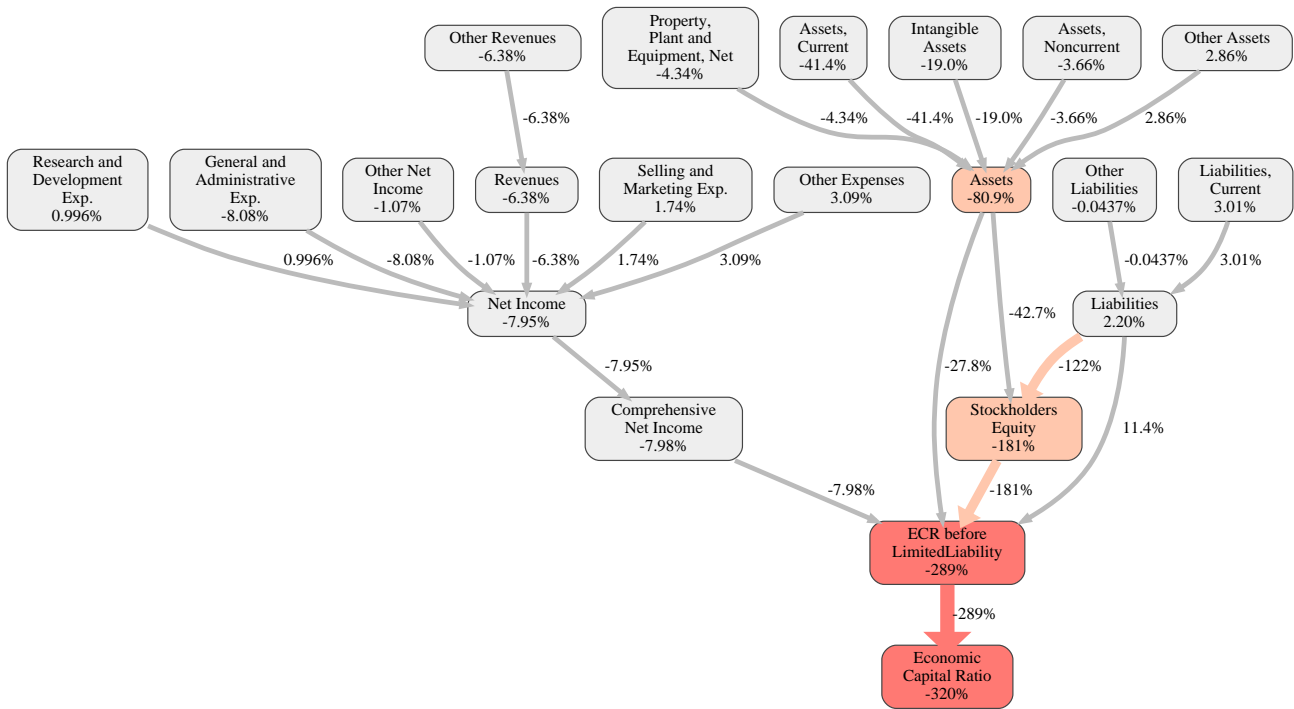 Other Revenues
-6.38%
Property,
Plant and
Equipment, Net
-4.34%
Assets,
Current
-41.4%
Intangible
Assets
-19.0%
Assets,
Noncurrent
-3.66%
Other Assets
2.86%
-6.38%
-4.34%
-41.4%
-19.0%
-3.66%
2.86%
Research and
Development
Exp.
0.996%
General and
Administrative
Exp.
-8.08%
Other Net
Income
-1.07%
Revenues
-6.38%
Selling and
Marketing Exp.
1.74%
Other Expenses
3.09%
Assets
-80.9%
Other
Liabilities
-0.0437%
Liabilities,
Current
3.01%
0.996%
-8.08%
-1.07%
-6.38%
1.74%
3.09%
-0.0437%
3.01%
Net Income
-7.95%
Liabilities
2.20%
-42.7%
-7.95%
-27.8%
-122%
Comprehensive
Net Income
-7.98%
Stockholders
Equity
-181%
11.4%
-7.98%
-181%
ECR before
LimitedLiability
-289%
-289%
Economic
Capital Ratio
-320%